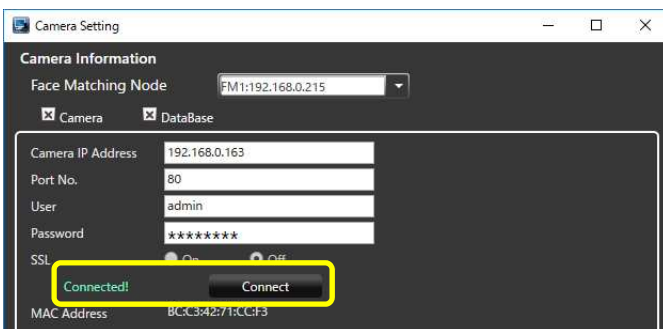 Camera Setting
Camera Information
Face Matching Node FM1:192.168.0.215
Camera DataBase
Camera IP Address 192.168.0.163
Port No. 80
User admin
Password ********
SSL On Off
Connected! Connect
MAC Address BC:C3:42:71:CC:F3